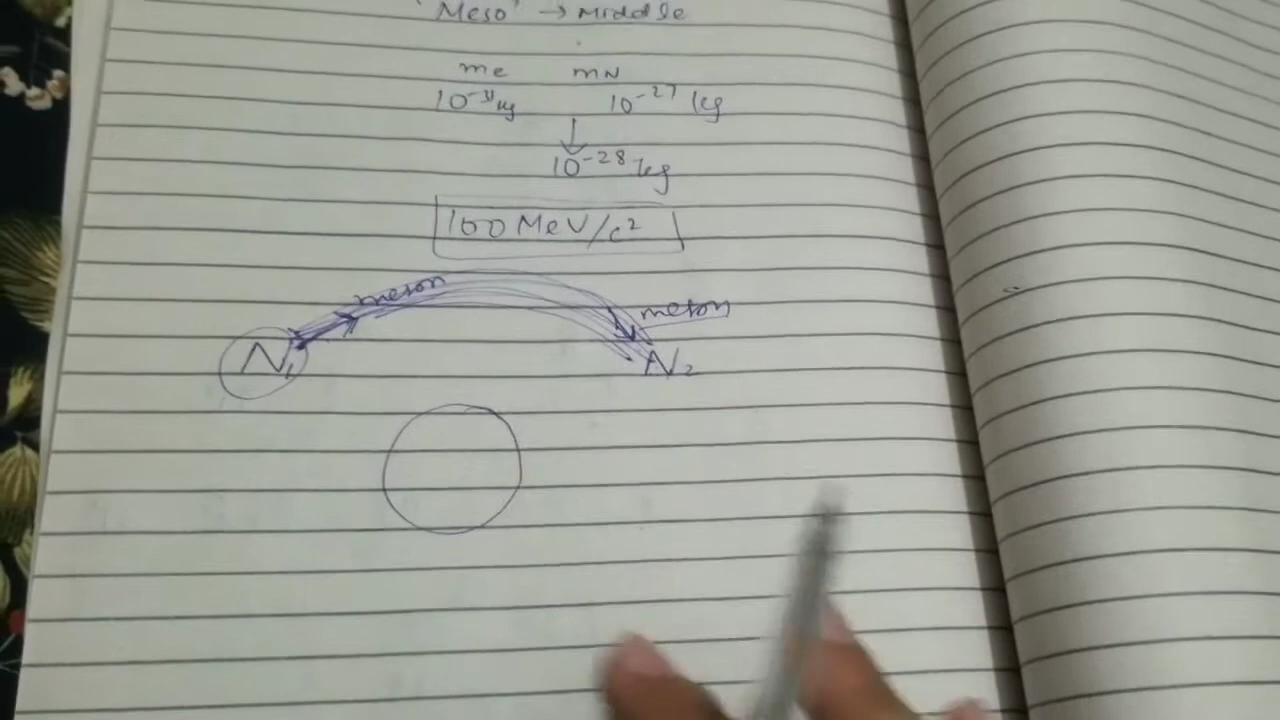 'Meso' → Middle
me mN
10⁻³¹kg 10⁻²⁷ kg
↓
10⁻²⁸ kg
100 MeV/c²
meson meson
N₁ N₂